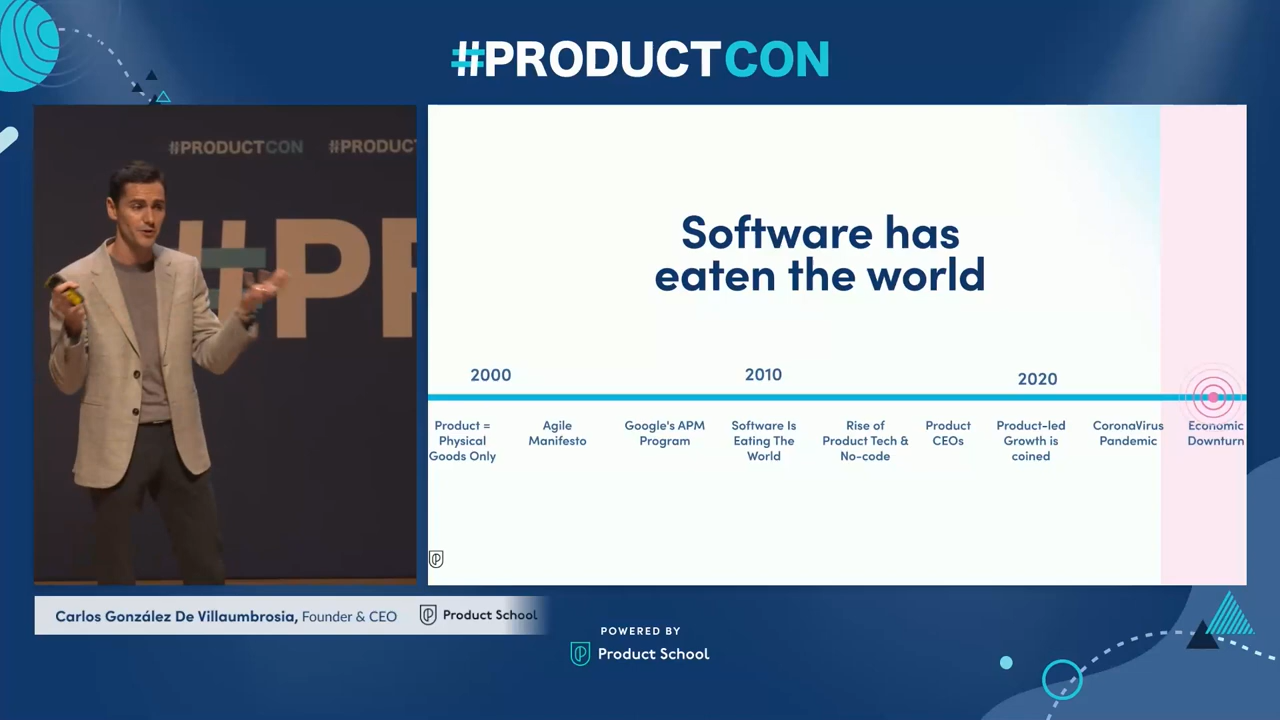 #PRODUCTCON
#PRODUCTCON
#PRODUCT
#PR
Software has
eaten the world
2000
2010
2020
Product =
Physical
Goods Only
Agile
Manifesto
Google's APM
Program
Software Is
Eating The
World
Rise of
Product Tech &
No-code
Product
CEOs
Product-led
Growth is
coined
CoronaVirus
Pandemic
Economic
Downturn
Carlos González De Villaumbrosia, Founder & CEO
Product School
POWERED BY
Product School